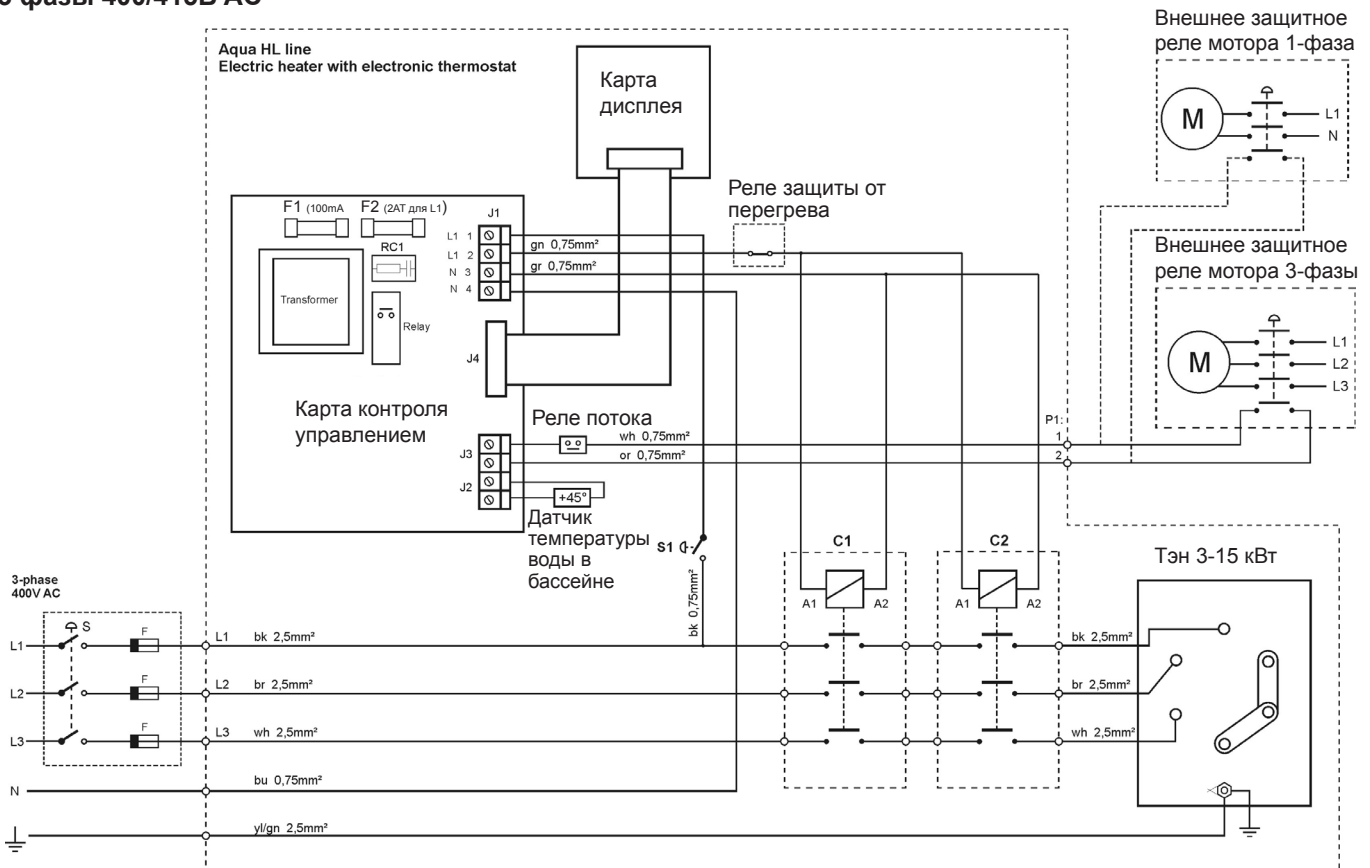 3 фазы 400/415В AC
Aqua HL line
Electric heater with electronic thermostat
Карта
дисплея
Внешнее защитное
реле мотора 1-фаза
M
L1
N
Реле защиты от
перегрева
F1 (100mA
F2 (2AT для L1)
J1
RC1
L1 1
L1 2
N 3
N 4
gn 0,75mm²
gr 0,75mm²
Transformer
Relay
J4
Внешнее защитное
реле мотора 3-фазы
M
L1
L2
L3
Карта контроля
управлением
Реле потока
wh 0,75mm²
or 0,75mm²
P1:
1
2
J3
J2
+45°
Датчик
температуры
воды в
бассейне
S1
bk 0,75mm²
C1
A1
A2
C2
A1
A2
Тэн 3-15 кВт
3-phase
400V AC
S
F
L1
L1
bk 2,5mm²
bk 2,5mm²
F
L2
L2
br 2,5mm²
br 2,5mm²
F
L3
L3
wh 2,5mm²
wh 2,5mm²
N
bu 0,75mm²
yl/gn 2,5mm²